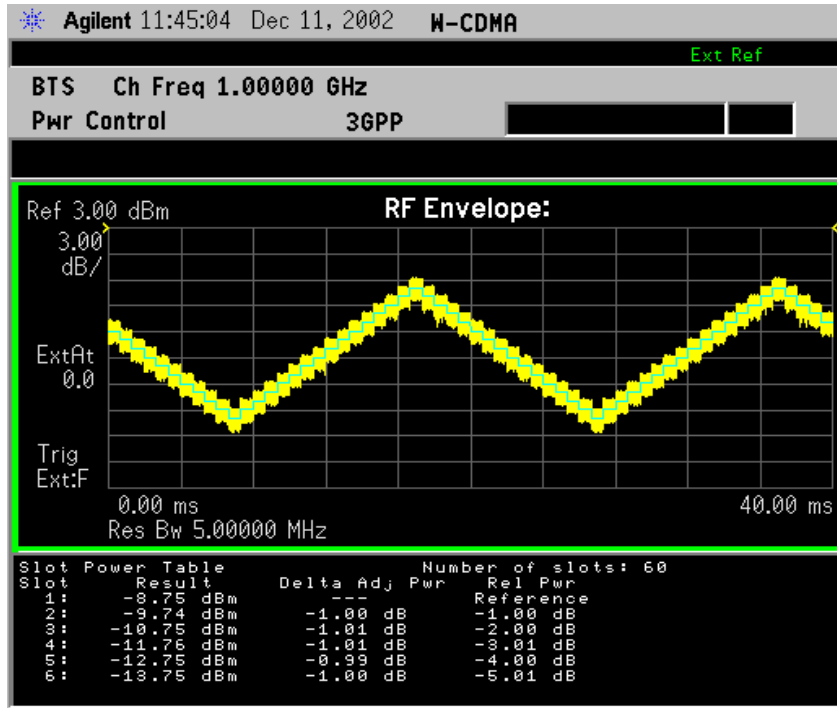 Agilent 11:45:04 Dec 11, 2002 W-CDMA
Ext Ref
BTS Ch Freq 1.00000 GHz
Pwr Control 3GPP
Ref 3.00 dBm RF Envelope:
3.00
dB/
ExtAt
0.0
Trig
Ext:F
0.00 ms 40.00 ms
Res Bw 5.00000 MHz
Slot Power Table Number of slots: 60
Slot Result Delta Adj Pwr Rel Pwr
1: -8.75 dBm --- Reference
2: -9.74 dBm -1.00 dB -1.00 dB
3: -10.75 dBm -1.01 dB -2.00 dB
4: -11.76 dBm -1.01 dB -3.01 dB
5: -12.75 dBm -0.99 dB -4.00 dB
6: -13.75 dBm -1.00 dB -5.01 dB